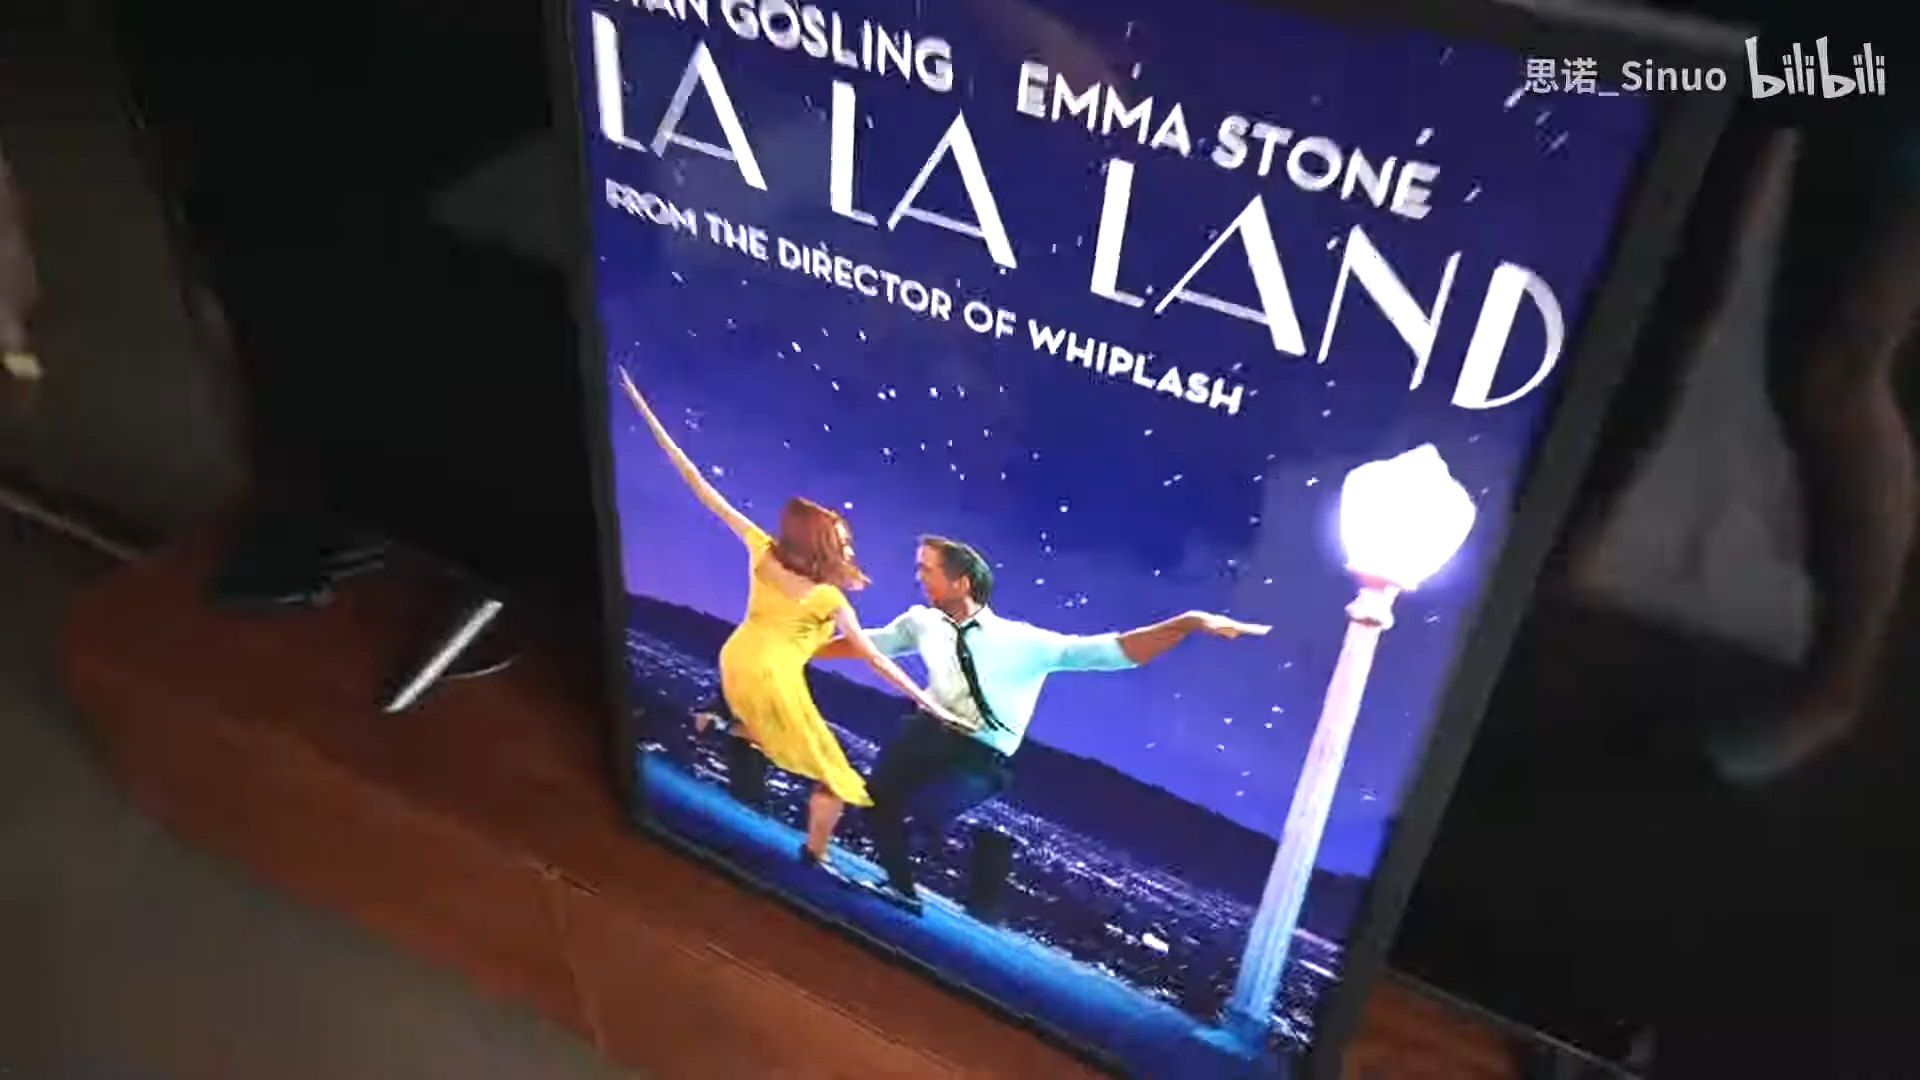 GOSLING EMMA STONE
LA LA LAND
FROM THE DIRECTOR OF WHIPLASH
思诺_Sinuo bilibili